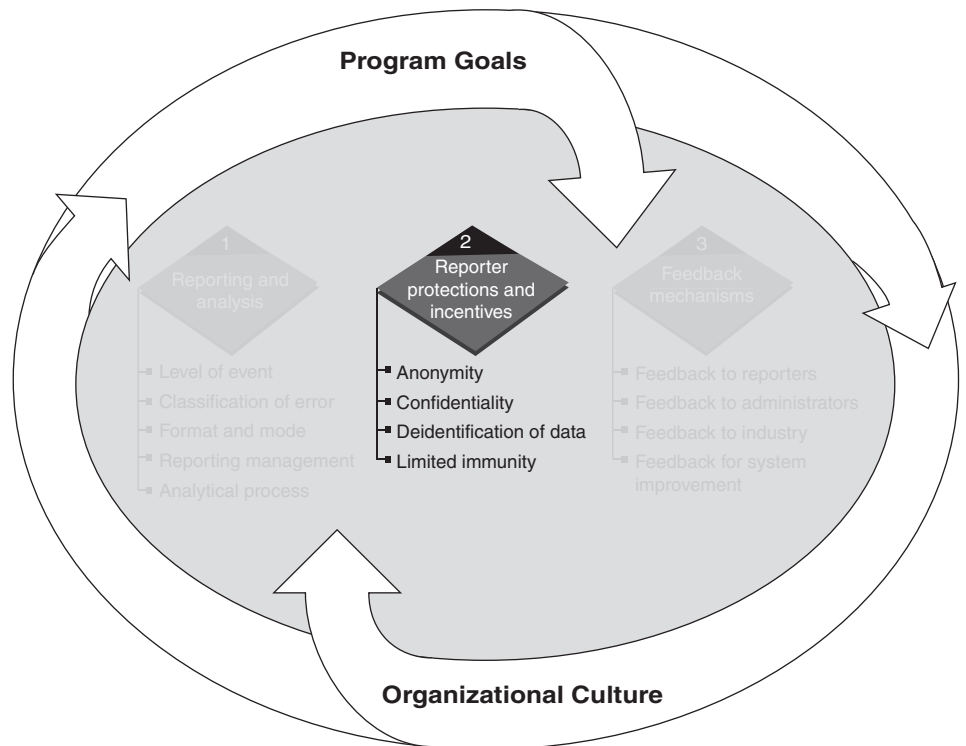 Program Goals
1
Reporting and
analysis
Level of event
Classification of error
Format and mode
Reporting management
Analytical process
2
Reporter
protections and
incentives
Anonymity
Confidentiality
Deidentification of data
Limited immunity
3
Feedback
mechanisms
Feedback to reporters
Feedback to administrators
Feedback to industry
Feedback for system
improvement
Organizational Culture